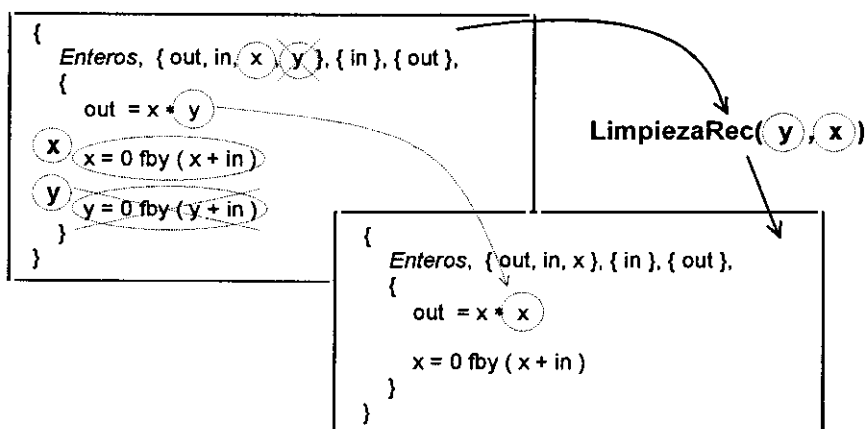 {
Enteros, { out, in, x, y }, { in }, { out },
{
out = x * y
x x = 0 fby ( x + in )
y y = 0 fby ( y + in )
}
}
LimpiezaRec( y , x )
{
Enteros, { out, in, x }, { in }, { out },
{
out = x * x
x = 0 fby ( x + in )
}
}